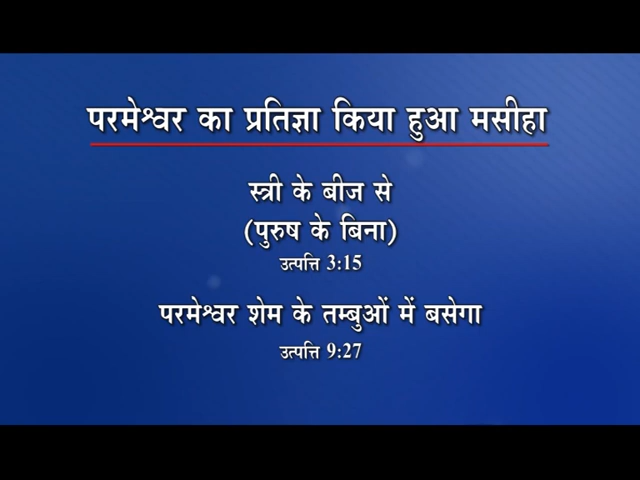 परमेश्वर का प्रतिज्ञा किया हुआ मसीहा
स्त्री के बीज से
(पुरुष के बिना)
उत्पत्ति 3:15
परमेश्वर शेम के तम्बुओं में बसेगा
उत्पत्ति 9:27